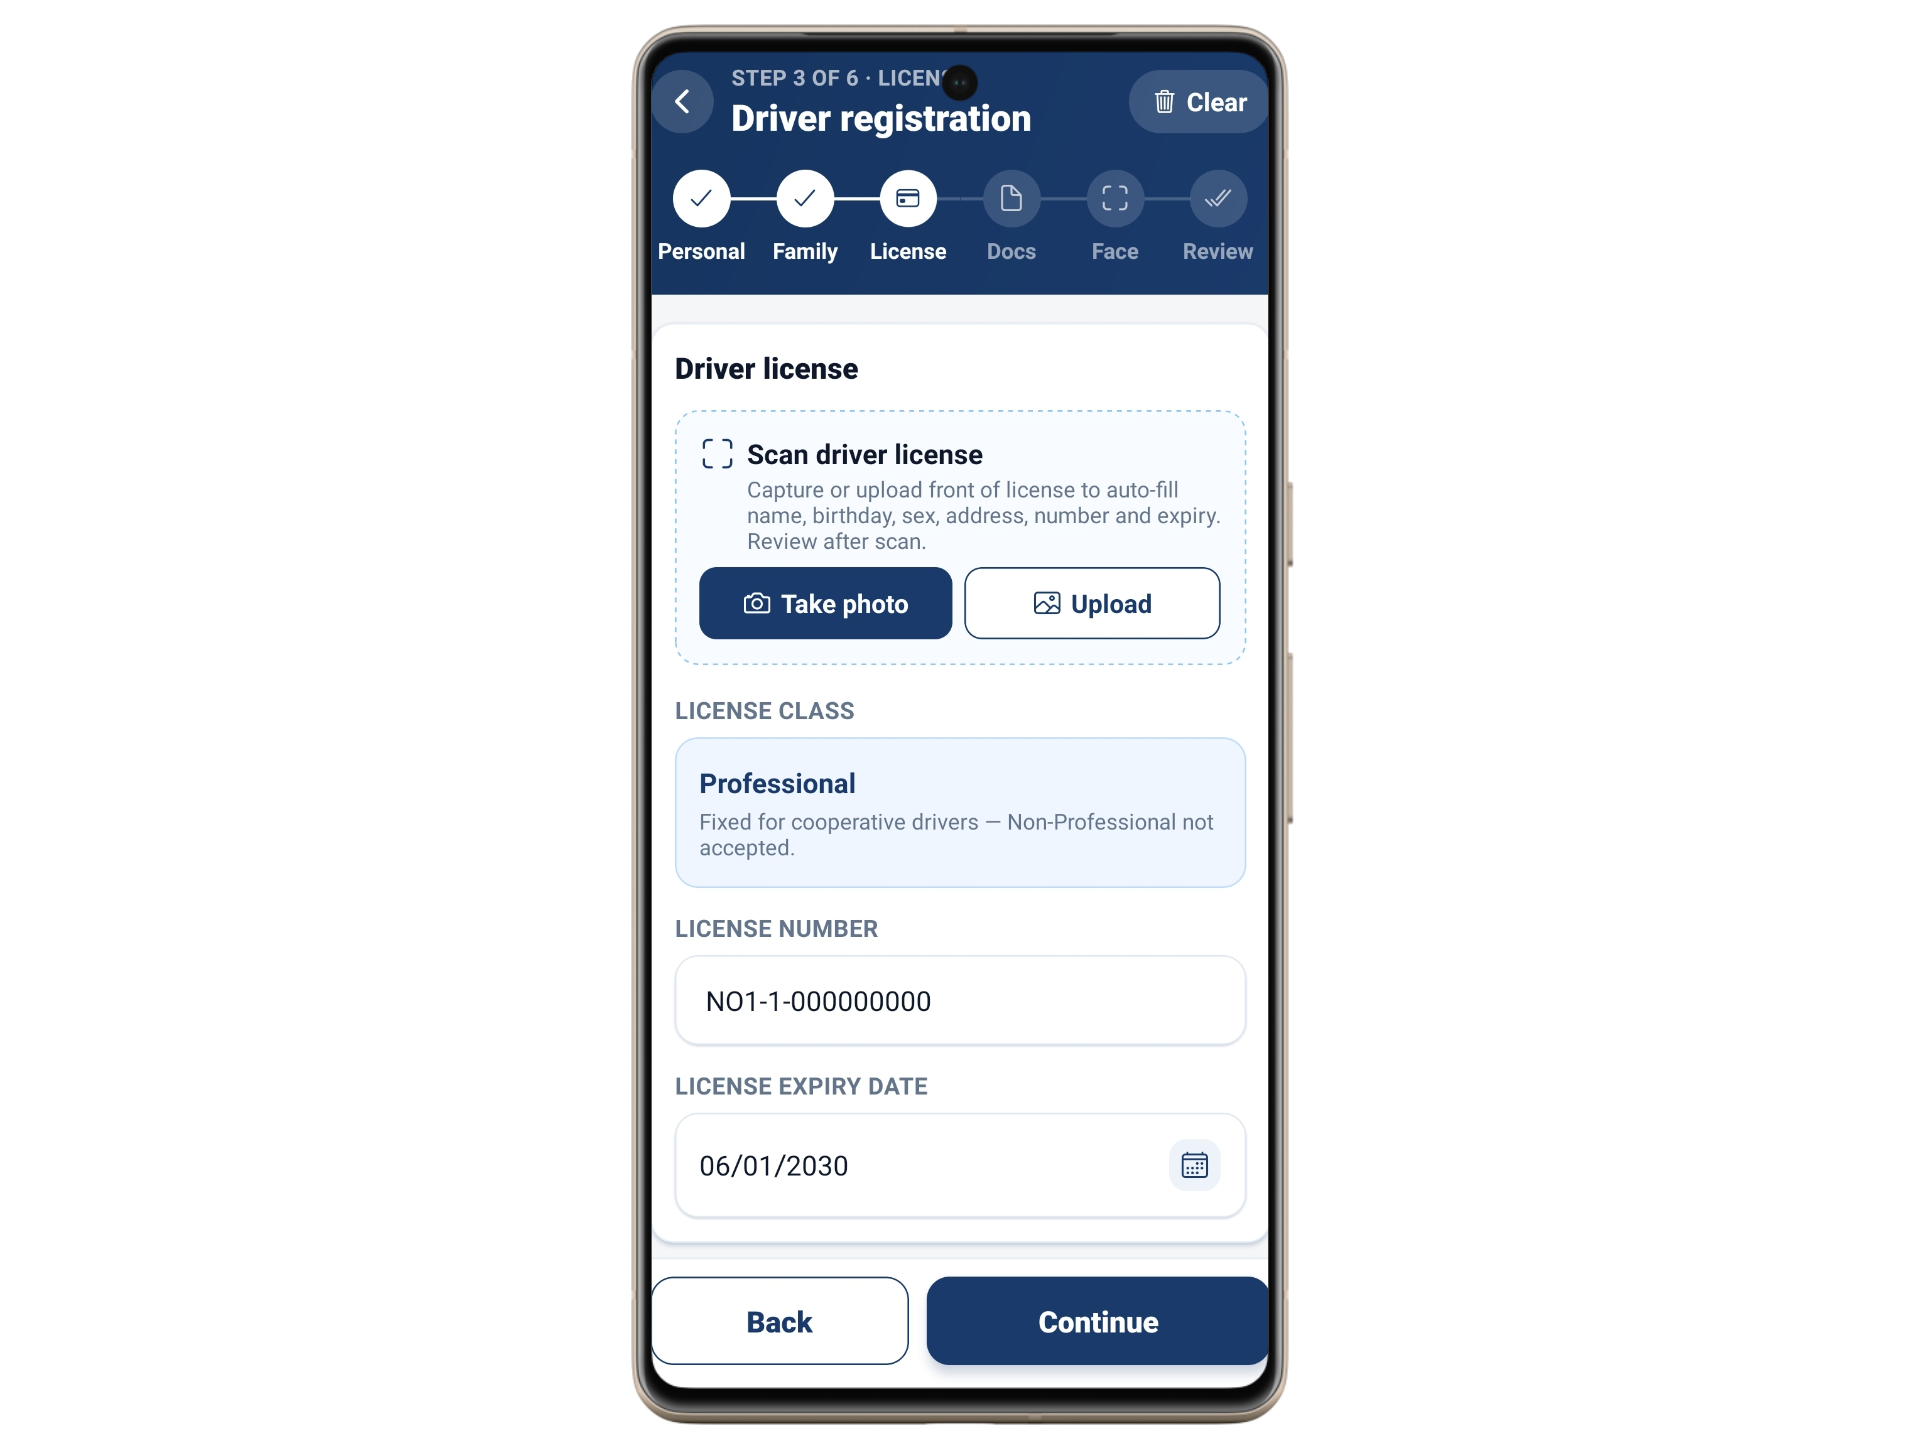 STEP 3 OF 6 · LICEN
Driver registration
Clear
Personal
Family
License
Docs
Face
Review
Driver license
Scan driver license
Capture or upload front of license to auto-fill
name, birthday, sex, address, number and expiry.
Review after scan.
Take photo
Upload
LICENSE CLASS
Professional
Fixed for cooperative drivers — Non-Professional not
accepted.
LICENSE NUMBER
NO1-1-000000000
LICENSE EXPIRY DATE
06/01/2030
Back
Continue